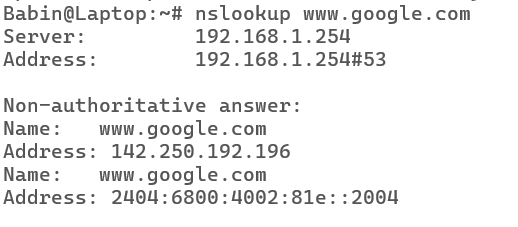 Babin@Laptop:~# nslookup www.google.com
Server:         192.168.1.254
Address:        192.168.1.254#53

Non-authoritative answer:
Name:   www.google.com
Address: 142.250.192.196
Name:   www.google.com
Address: 2404:6800:4002:81e::2004